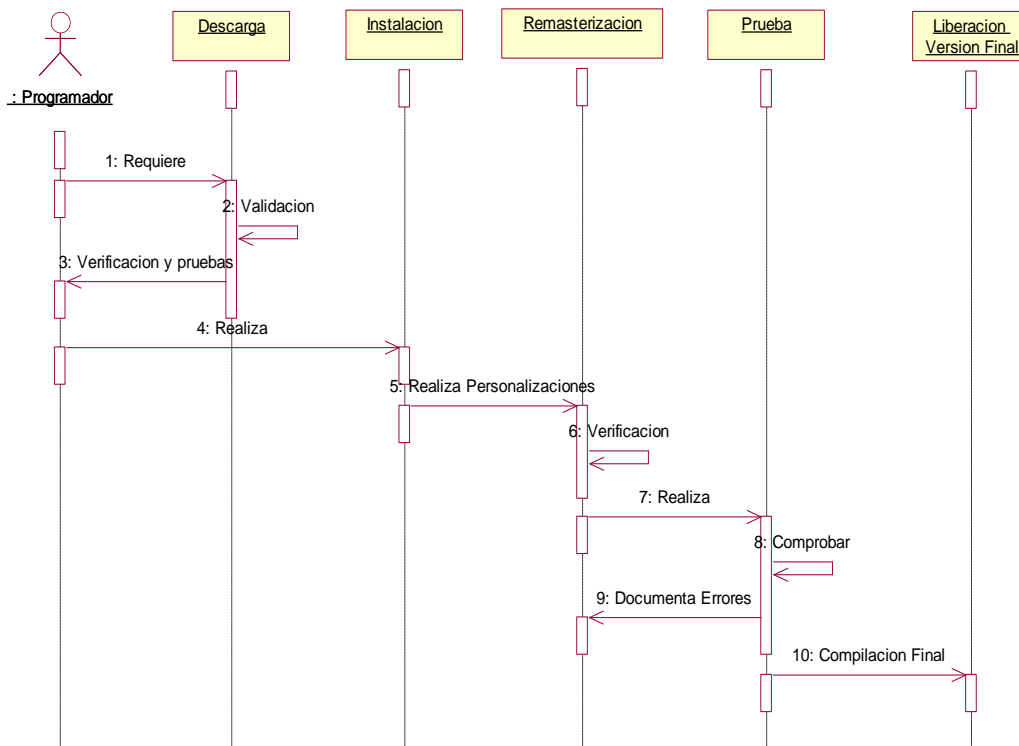 Descarga
Instalacion
Remasterizacion
Prueba
Liberacion
Version Final
: Programador
1: Requiere
2: Validacion
3: Verificacion y pruebas
4: Realiza
5: Realiza Personalizaciones
6: Verificacion
7: Realiza
8: Comprobar
9: Documenta Errores
10: Compilacion Final